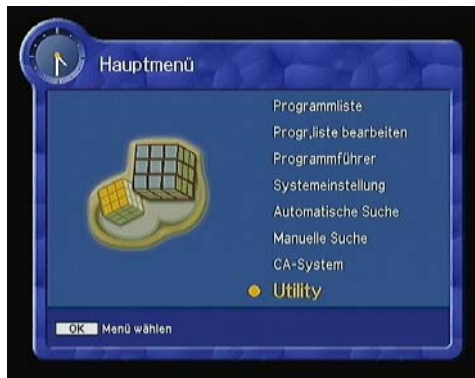 Hauptmenü
Programmliste
Progr,liste bearbeiten
Programmführer
Systemeinstellung
Automatische Suche
Manuelle Suche
CA-System
Utility
OK Menü wählen